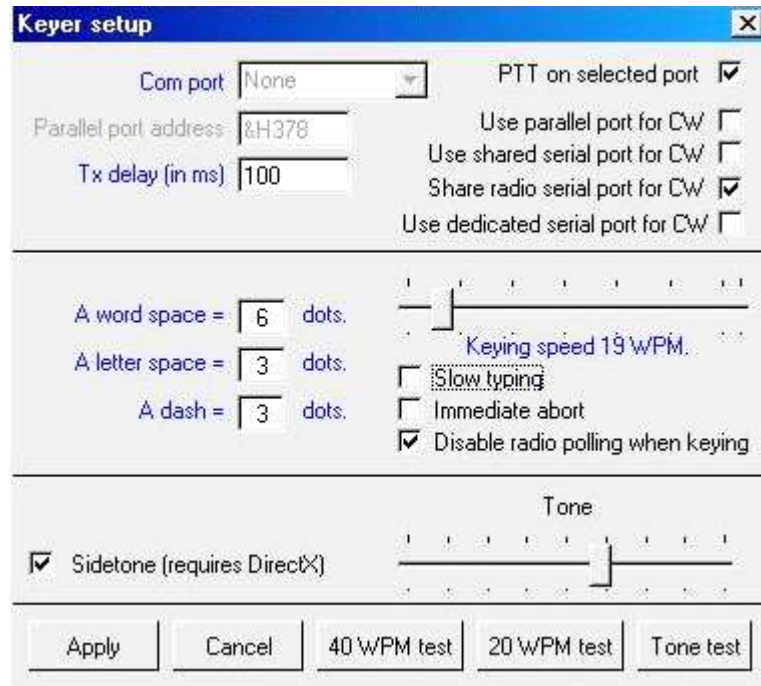 Keyer setup
Com port None
PTT on selected port
Parallel port address &H378
Use parallel port for CW
Use shared serial port for CW
Tx delay (in ms) 100
Share radio serial port for CW
Use dedicated serial port for CW
A word space = 6 dots.
Keying speed 19 WPM.
A letter space = 3 dots.
Slow typing
A dash = 3 dots.
Immediate abort
Disable radio polling when keying
Tone
Sidetone (requires DirectX)
Apply Cancel 40 WPM test 20 WPM test Tone test